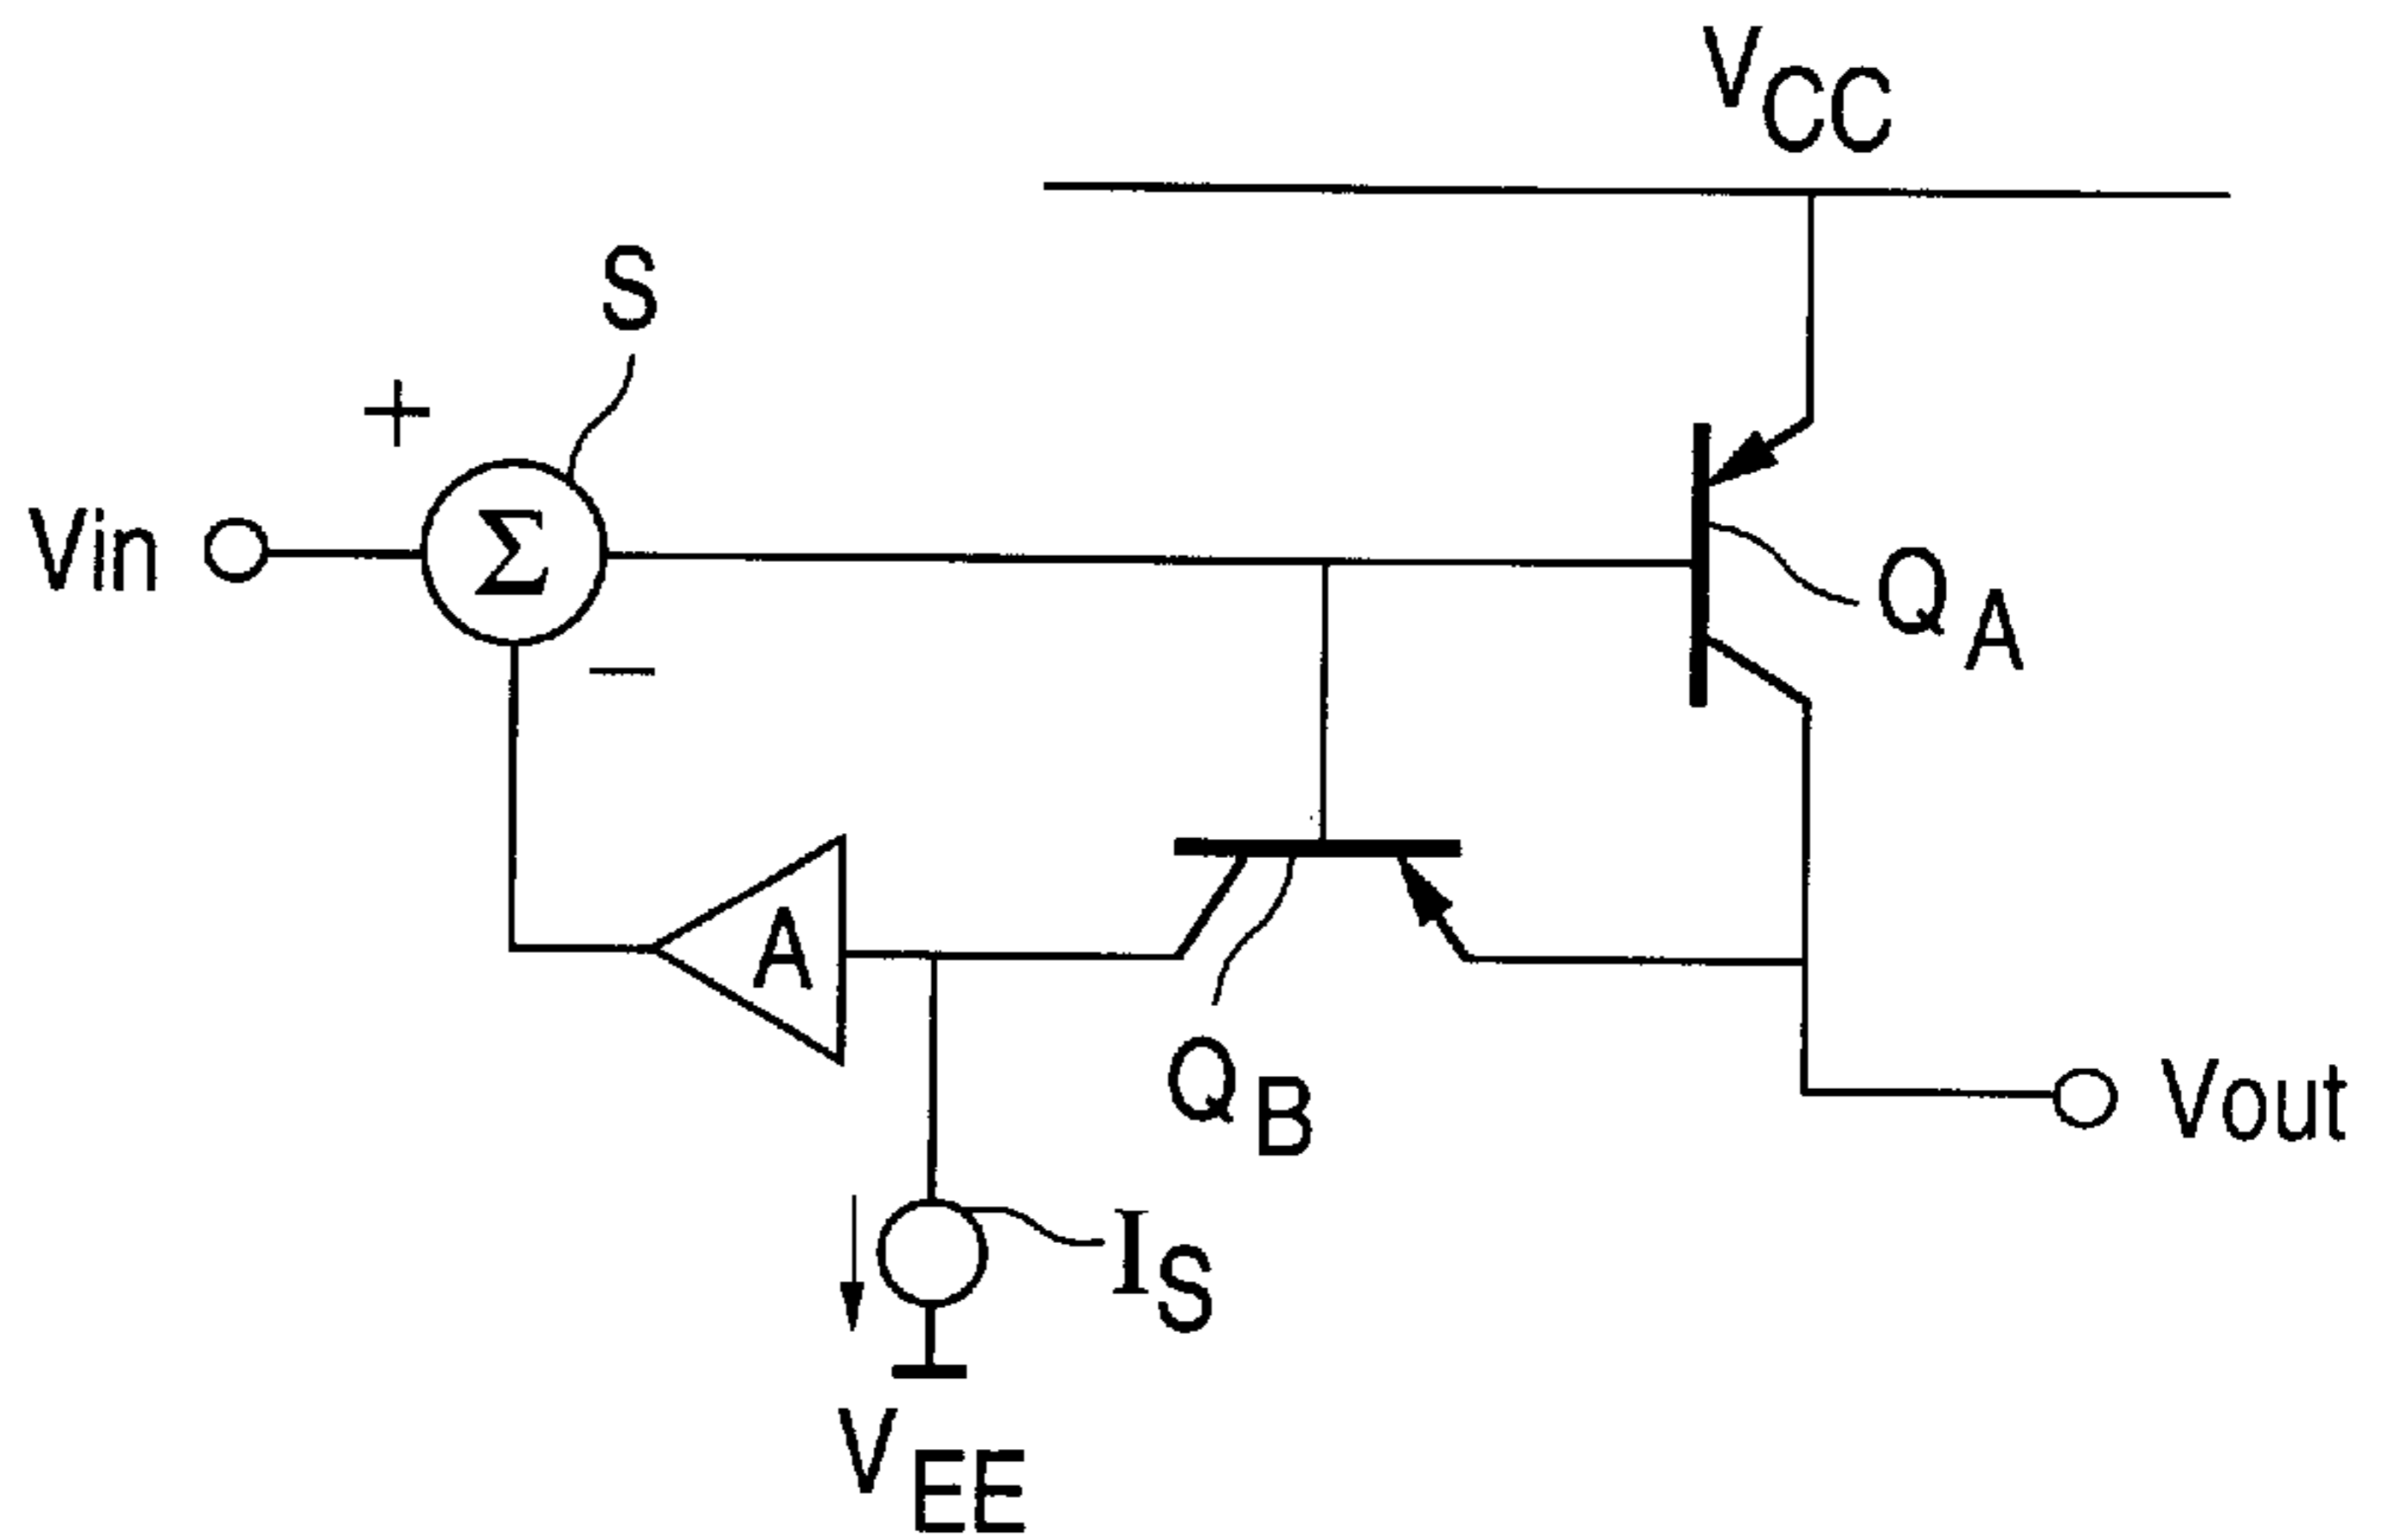 VCC
S
+
Vin
Σ
QA
−
A
QB
Vout
IS
VEE